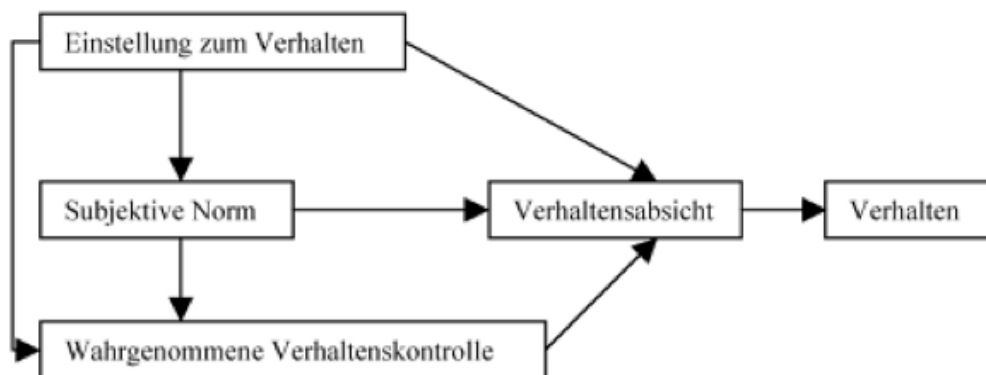 Einstellung zum Verhalten
Subjektive Norm
Verhaltensabsicht
Verhalten
Wahrgenommene Verhaltenskontrolle